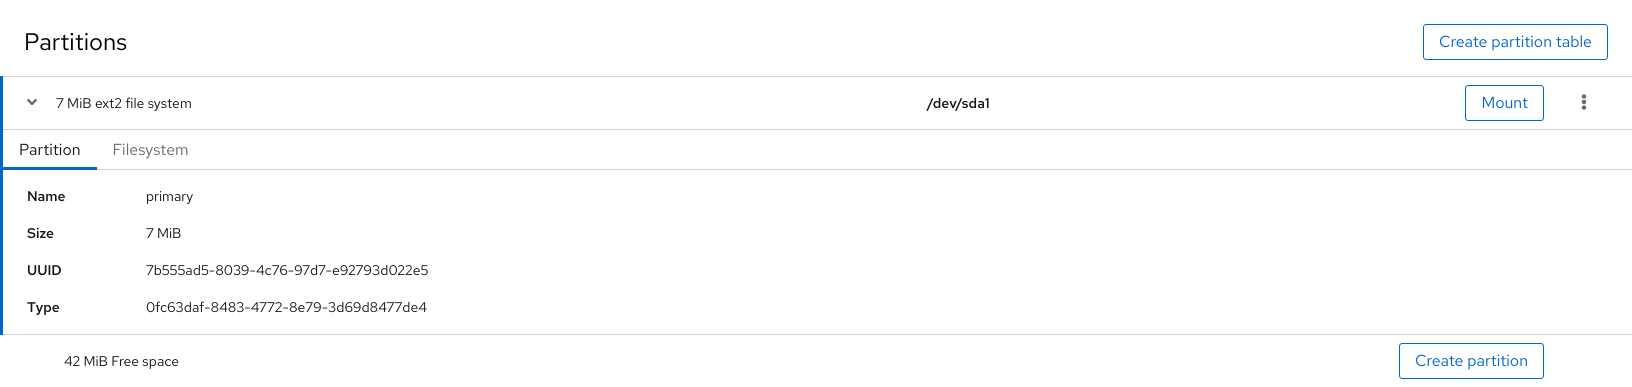 Partitions
Create partition table
7 MiB ext2 file system /dev/sda1 Mount
Partition Filesystem
Name primary
Size 7 MiB
UUID 7b555ad5-8039-4c76-97d7-e92793d022e5
Type 0fc63daf-8483-4772-8e79-3d69d8477de4
42 MiB Free space Create partition